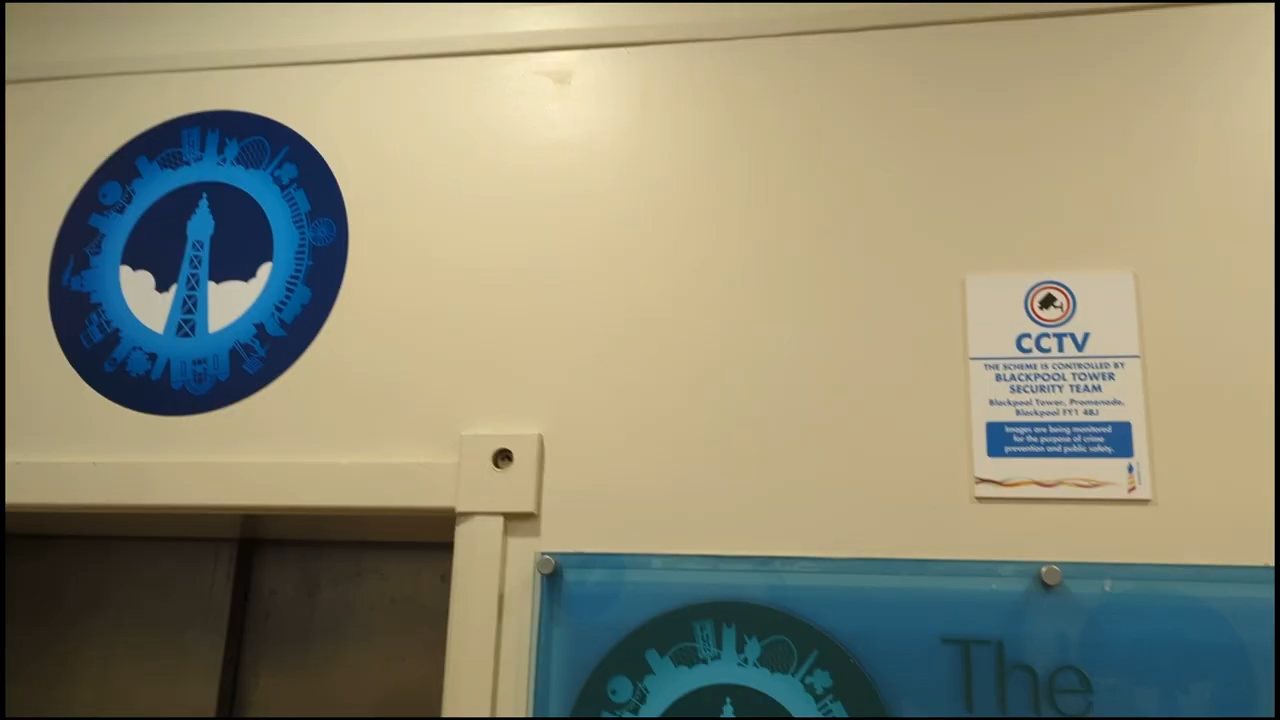 CCTV
THE SCHEME IS CONTROLLED BY
BLACKPOOL TOWER
SECURITY TEAM
Blackpool Tower, Promenade,
Blackpool FY1 4BJ
Images are being monitored
for the purpose of crime
prevention and public safety.
The